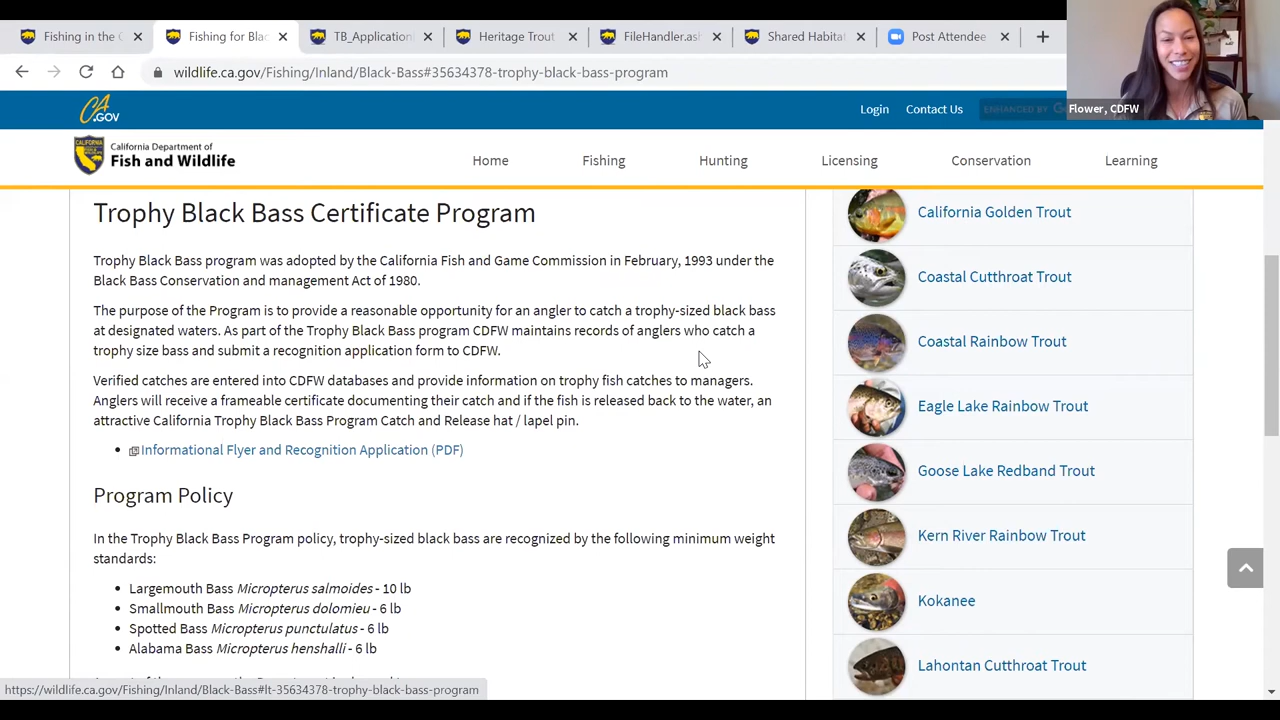 Fishing in the C
Fishing for Bla
TB_Application
Heritage Trout
FileHandler.as
Shared Habita
Post Attendee
wildlife.ca.gov/Fishing/Inland/Black-Bass#35634378-trophy-black-bass-program
Flower, CDFW
CA.GOV
Login
Contact Us
ENHANCED BY G
CALIFORNIA
California Department of
Fish and Wildlife
Home
Fishing
Hunting
Licensing
Conservation
Learning
Trophy Black Bass Certificate Program
Trophy Black Bass program was adopted by the California Fish and Game Commission in February, 1993 under the
Black Bass Conservation and management Act of 1980.
The purpose of the Program is to provide a reasonable opportunity for an angler to catch a trophy-sized black bass
at designated waters. As part of the Trophy Black Bass program CDFW maintains records of anglers who catch a
trophy size bass and submit a recognition application form to CDFW.
Verified catches are entered into CDFW databases and provide information on trophy fish catches to managers.
Anglers will receive a frameable certificate documenting their catch and if the fish is released back to the water, an
attractive California Trophy Black Bass Program Catch and Release hat / lapel pin.
• Informational Flyer and Recognition Application (PDF)
Program Policy
In the Trophy Black Bass Program policy, trophy-sized black bass are recognized by the following minimum weight
standards:
• Largemouth Bass Micropterus salmoides - 10 lb
• Smallmouth Bass Micropterus dolomieu - 6 lb
• Spotted Bass Micropterus punctulatus - 6 lb
• Alabama Bass Micropterus henshalli - 6 lb
California Golden Trout
Coastal Cutthroat Trout
Coastal Rainbow Trout
Eagle Lake Rainbow Trout
Goose Lake Redband Trout
Kern River Rainbow Trout
Kokanee
Lahontan Cutthroat Trout
https://wildlife.ca.gov/Fishing/Inland/Black-Bass#lt-35634378-trophy-black-bass-program